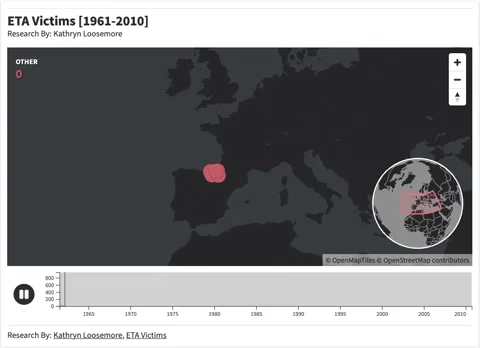 ETA Victims [1961-2010]
Research By: Kathryn Loosemore
OTHER
0
+
−
© OpenMapTiles © OpenStreetMap contributors
800
600
400
200
0
1965 1970 1975 1980 1985 1990 1995 2000 2005 2010
Research By: Kathryn Loosemore, ETA Victims